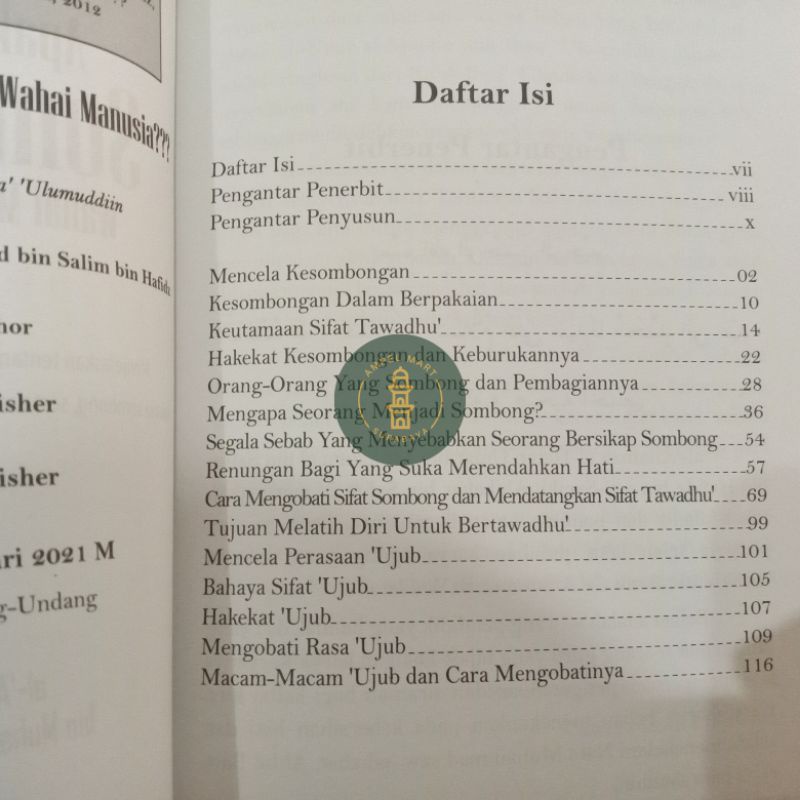 2012
Wahai Manusia???
'Ulumuddiin
bin Salim bin Hafidz
ri 2021 M
g-Undang
Daftar Isi
Daftar Isi vii
Pengantar Penerbit viii
Pengantar Penyusun x
Mencela Kesombongan 02
Kesombongan Dalam Berpakaian 10
Keutamaan Sifat Tawadhu' 14
Hakekat Kesombongan dan Keburukannya 22
Orang-Orang Yang Sombong dan Pembagiannya 28
Mengapa Seorang Menjadi Sombong? 36
Segala Sebab Yang Menyebabkan Seorang Bersikap Sombong 54
Renungan Bagi Yang Suka Merendahkan Hati 57
Cara Mengobati Sifat Sombong dan Mendatangkan Sifat Tawadhu' 69
Tujuan Melatih Diri Untuk Bertawadhu' 99
Mencela Perasaan 'Ujub 101
Bahaya Sifat 'Ujub 105
Hakekat 'Ujub 107
Mengobati Rasa 'Ujub 109
Macam-Macam 'Ujub dan Cara Mengobatinya 116
AMPEL MART
SURABAYA